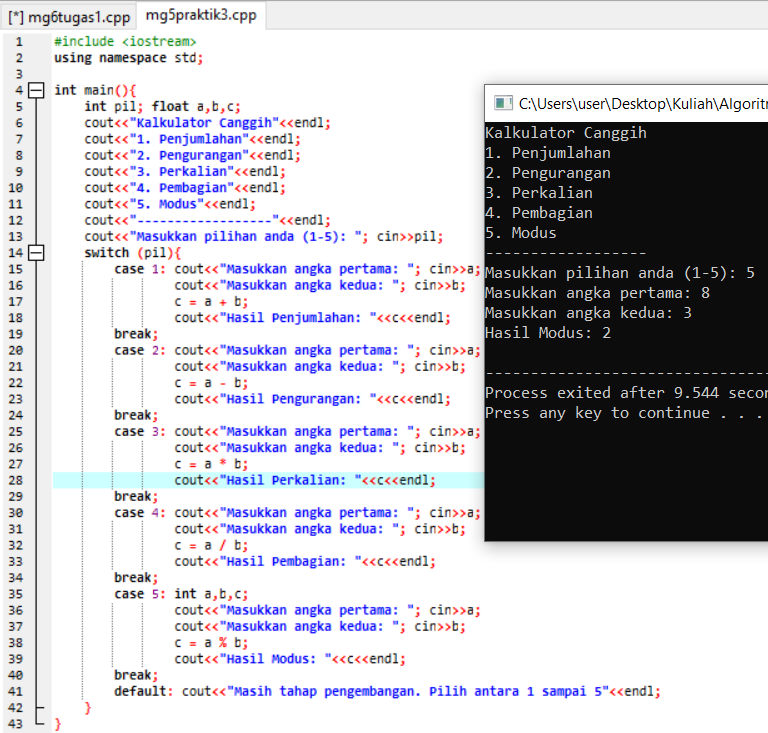 [*] mg6tugas1.cpp mg5praktik3.cpp
1 #include <iostream>
2 using namespace std;
3
4 int main(){
5 int pil; float a,b,c;
6 cout<<"Kalkulator Canggih"<<endl;
7 cout<<"1. Penjumlahan"<<endl;
8 cout<<"2. Pengurangan"<<endl;
9 cout<<"3. Perkalian"<<endl;
10 cout<<"4. Pembagian"<<endl;
11 cout<<"5. Modus"<<endl;
12 cout<<"------------------"<<endl;
13 cout<<"Masukkan pilihan anda (1-5): "; cin>>pil;
14 switch (pil){
15 case 1: cout<<"Masukkan angka pertama: "; cin>>a;
16 cout<<"Masukkan angka kedua: "; cin>>b;
17 c = a + b;
18 cout<<"Hasil Penjumlahan: "<<c<<endl;
19 break;
20 case 2: cout<<"Masukkan angka pertama: "; cin>>a;
21 cout<<"Masukkan angka kedua: "; cin>>b;
22 c = a - b;
23 cout<<"Hasil Pengurangan: "<<c<<endl;
24 break;
25 case 3: cout<<"Masukkan angka pertama: "; cin>>a;
26 cout<<"Masukkan angka kedua: "; cin>>b;
27 c = a * b;
28 cout<<"Hasil Perkalian: "<<c<<endl;
29 break;
30 case 4: cout<<"Masukkan angka pertama: "; cin>>a;
31 cout<<"Masukkan angka kedua: "; cin>>b;
32 c = a / b;
33 cout<<"Hasil Pembagian: "<<c<<endl;
34 break;
35 case 5: int a,b,c;
36 cout<<"Masukkan angka pertama: "; cin>>a;
37 cout<<"Masukkan angka kedua: "; cin>>b;
38 c = a % b;
39 cout<<"Hasil Modus: "<<c<<endl;
40 break;
41 default: cout<<"Masih tahap pengembangan. Pilih antara 1 sampai 5"<<endl;
42 }
43 }
C:\Users\user\Desktop\Kuliah\Algoritr
Kalkulator Canggih
1. Penjumlahan
2. Pengurangan
3. Perkalian
4. Pembagian
5. Modus
------------------
Masukkan pilihan anda (1-5): 5
Masukkan angka pertama: 8
Masukkan angka kedua: 3
Hasil Modus: 2
--------------------------------
Process exited after 9.544 secon
Press any key to continue . . .